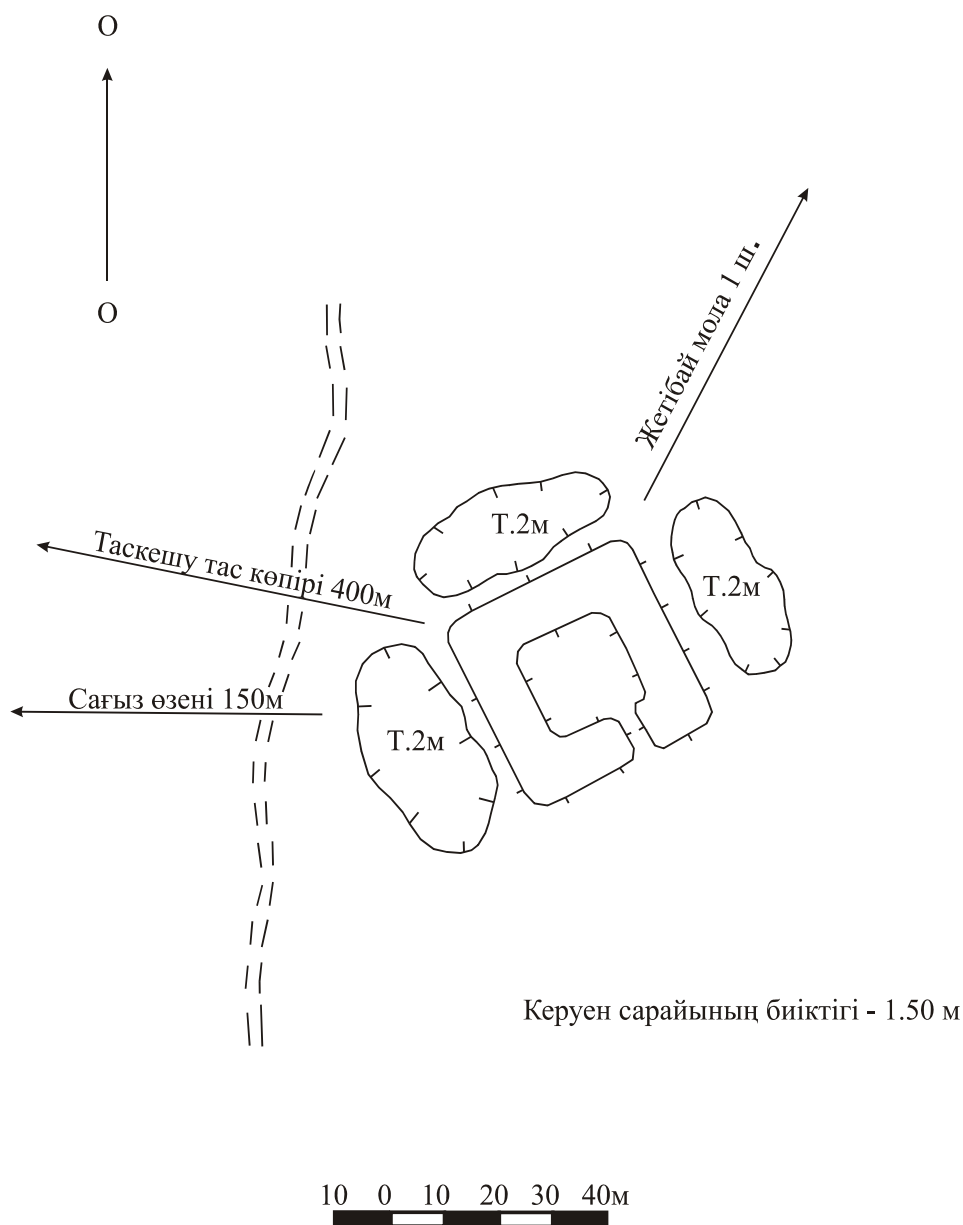 О
О
Жетібай мола 1 ш.
Т.2м
Таскешу тас көпірі 400м
Т.2м
Сағыз өзені 150м
Т.2м
Керуен сарайының биіктігі - 1.50 м
10 0 10 20 30 40м